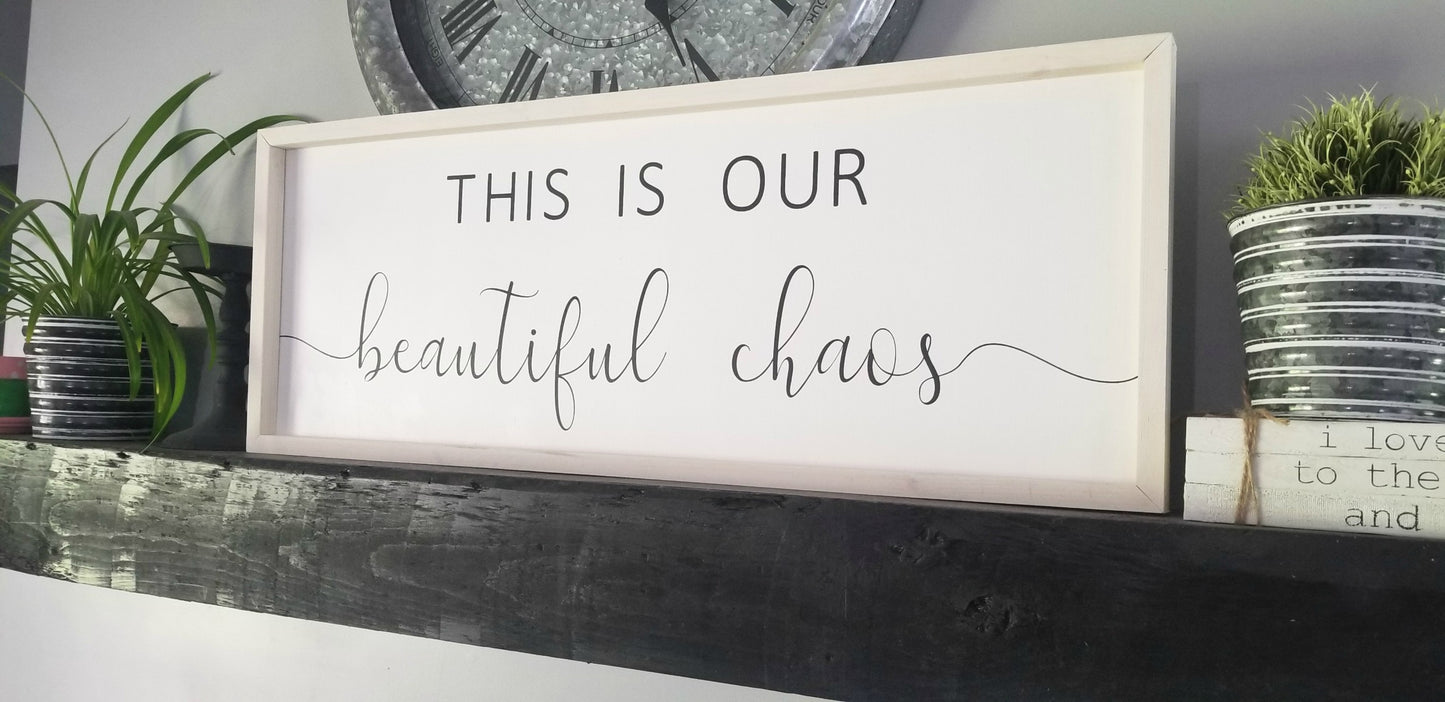 THIS IS OUR
beautiful chaos
i love
to the
and